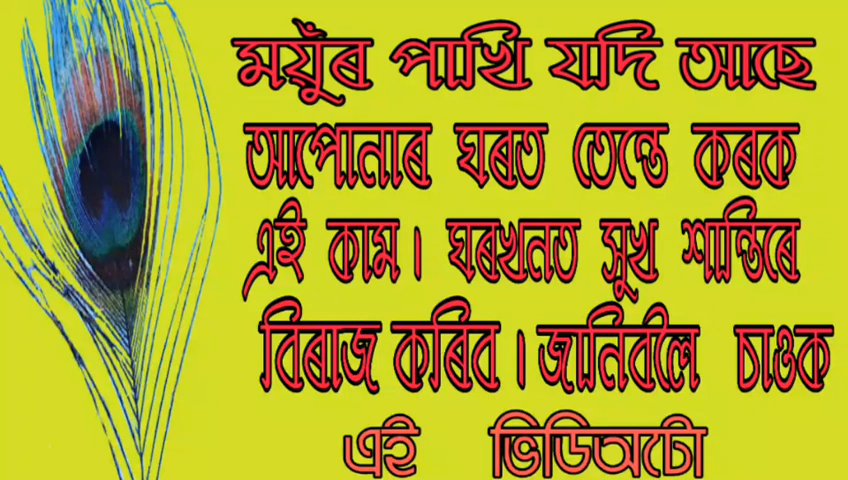 ময়ুঁৰ পাখি যদি আছে
আপোনাৰ ঘৰত তেন্তে কৰক
এই কাম। ঘৰখনত সুখ শান্তিৰে
বিৰাজ কৰিব। জানিবলৈ চাওক
এই ভিডিঅটো